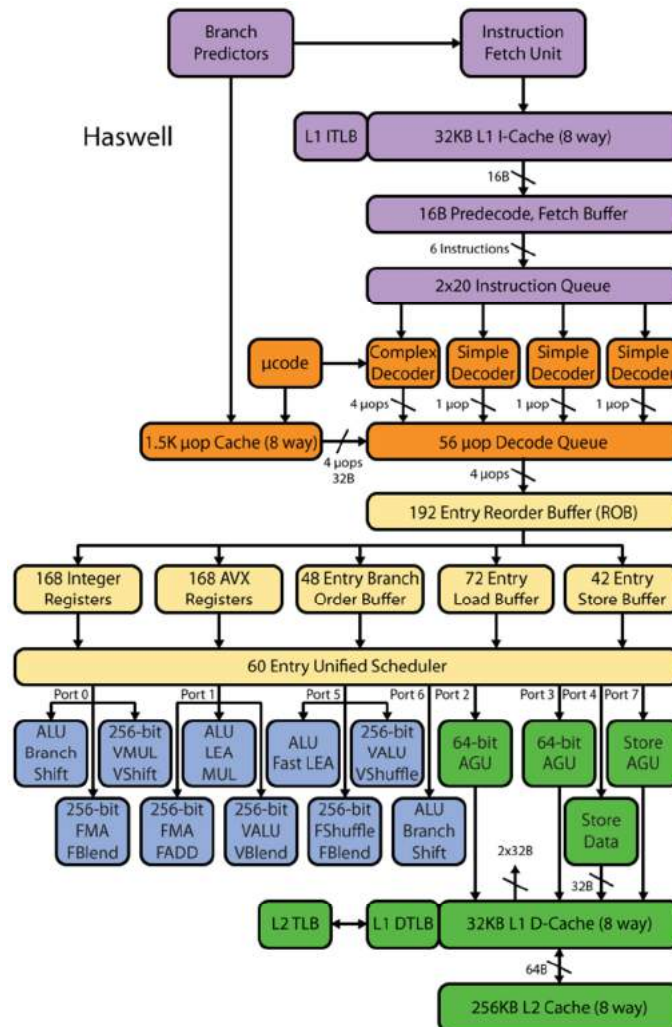 Branch
Predictors
Instruction
Fetch Unit
Haswell
L1 ITLB
32KB L1 I-Cache (8 way)
16B
16B Predecode, Fetch Buffer
6 Instructions
2x20 Instruction Queue
µcode
Complex
Decoder
Simple
Decoder
Simple
Decoder
Simple
Decoder
4 µops
1 µop
1 µop
1 µop
1.5K µop Cache (8 way)
4 µops
32B
56 µop Decode Queue
4 µops
192 Entry Reorder Buffer (ROB)
168 Integer
Registers
168 AVX
Registers
48 Entry Branch
Order Buffer
72 Entry
Load Buffer
42 Entry
Store Buffer
60 Entry Unified Scheduler
Port 0
Port 1
Port 5
Port 6
Port 2
Port 3
Port 4
Port 7
ALU
Branch
Shift
256-bit
VMUL
VShift
ALU
LEA
MUL
ALU
Fast LEA
256-bit
VALU
VShuffle
64-bit
AGU
64-bit
AGU
Store
AGU
256-bit
FMA
FBlend
256-bit
FMA
FADD
256-bit
VALU
VBlend
256-bit
FShuffle
FBlend
ALU
Branch
Shift
Store
Data
2x32B
32B
L2 TLB
L1 DTLB
32KB L1 D-Cache (8 way)
64B
256KB L2 Cache (8 way)